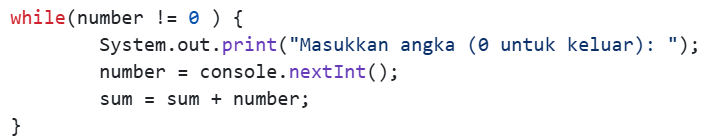 while(number != 0 ) {
System.out.print("Masukkan angka (0 untuk keluar): ");
number = console.nextInt();
sum = sum + number;
}